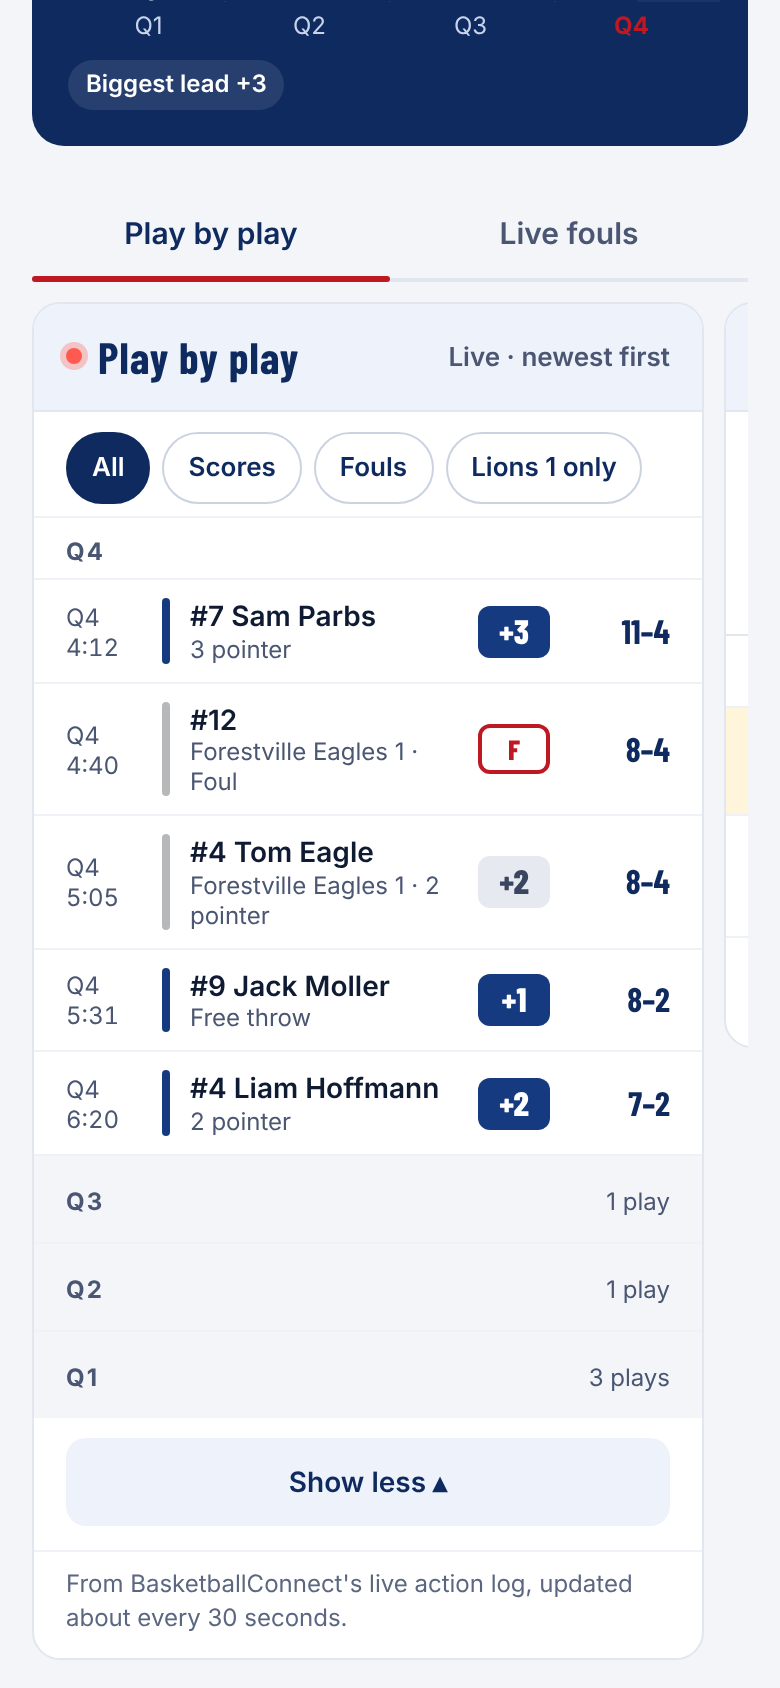 Q1 Q2 Q3 Q4
Biggest lead +3
Play by play Live fouls
Play by play Live · newest first
All Scores Fouls Lions 1 only
Q4
Q4 4:12 #7 Sam Parbs +3 11–4
3 pointer
Q4 4:40 #12 F 8–4
Forestville Eagles 1 ·
Foul
Q4 5:05 #4 Tom Eagle +2 8–4
Forestville Eagles 1 · 2
pointer
Q4 5:31 #9 Jack Moller +1 8–2
Free throw
Q4 6:20 #4 Liam Hoffmann +2 7–2
2 pointer
Q3 1 play
Q2 1 play
Q1 3 plays
Show less ▴
From BasketballConnect's live action log, updated
about every 30 seconds.